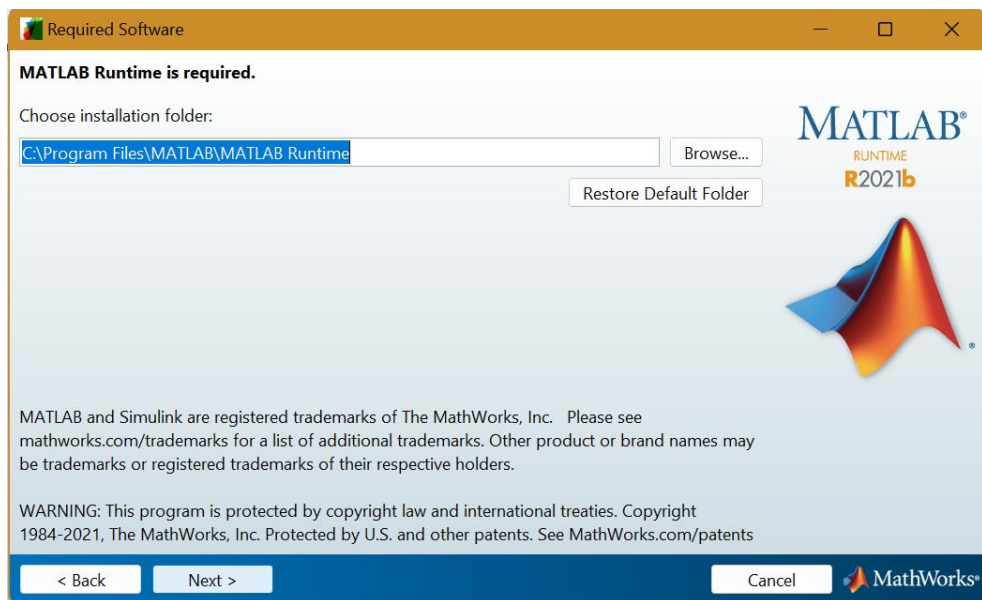 Required Software
MATLAB Runtime is required.
Choose installation folder:
C:\Program Files\MATLAB\MATLAB Runtime
Browse...
Restore Default Folder
MATLAB®
RUNTIME
R2021b
®
MATLAB and Simulink are registered trademarks of The MathWorks, Inc. Please see
mathworks.com/trademarks for a list of additional trademarks. Other product or brand names may
be trademarks or registered trademarks of their respective holders.
WARNING: This program is protected by copyright law and international treaties. Copyright
1984-2021, The MathWorks, Inc. Protected by U.S. and other patents. See MathWorks.com/patents
< Back
Next >
Cancel
MathWorks®